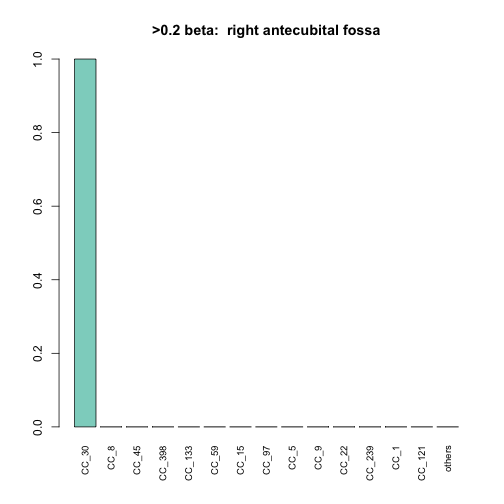 >0.2 beta:  right antecubital fossa
1.0
0.8
0.6
0.4
0.2
0.0
CC_30
CC_8
CC_45
CC_398
CC_133
CC_59
CC_15
CC_97
CC_5
CC_9
CC_22
CC_239
CC_1
CC_121
others